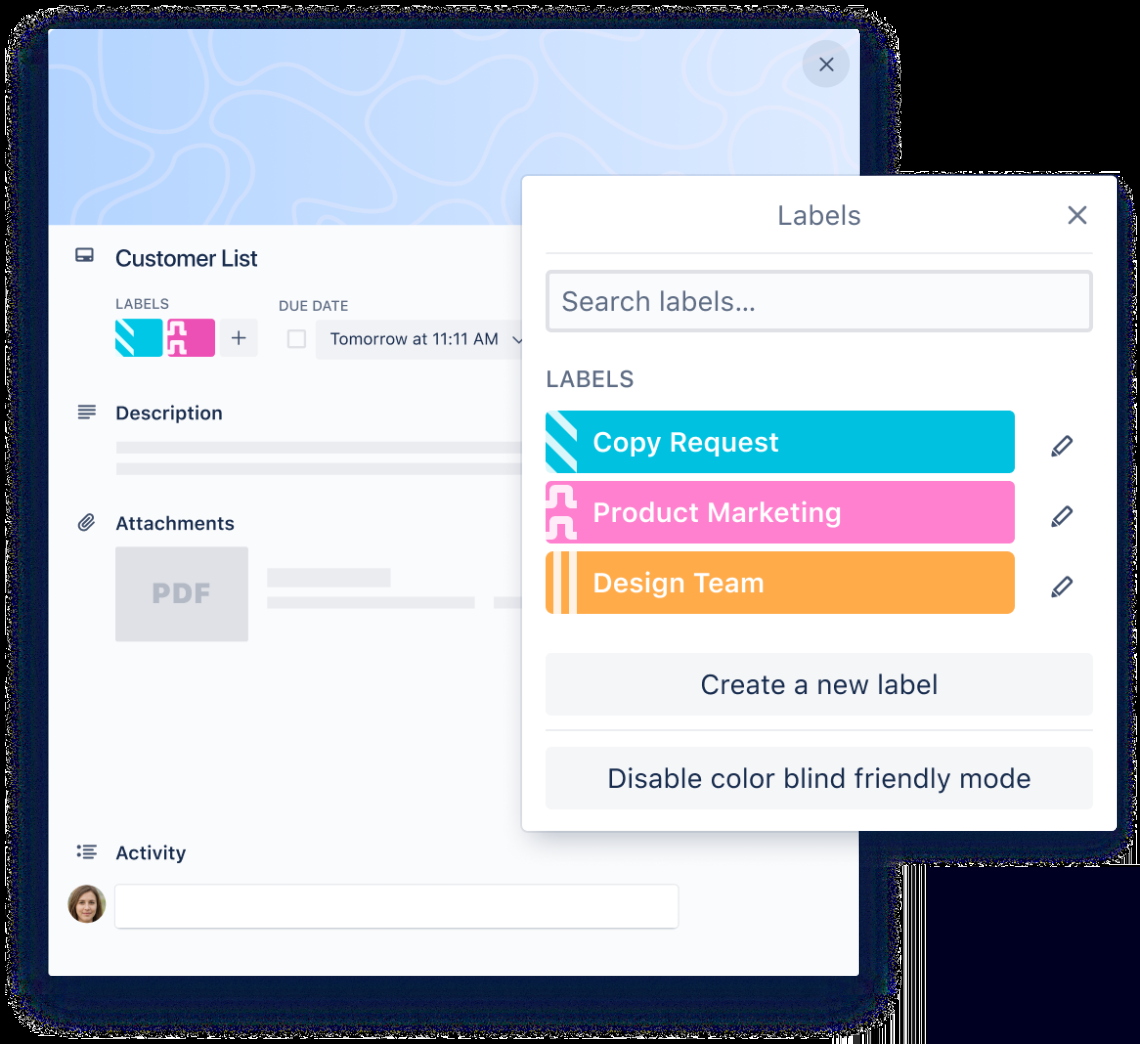 Customer List
LABELS
DUE DATE
Tomorrow at 11:11 AM
Description
Attachments
PDF
Activity
Labels
Search labels...
LABELS
Copy Request
Product Marketing
Design Team
Create a new label
Disable color blind friendly mode